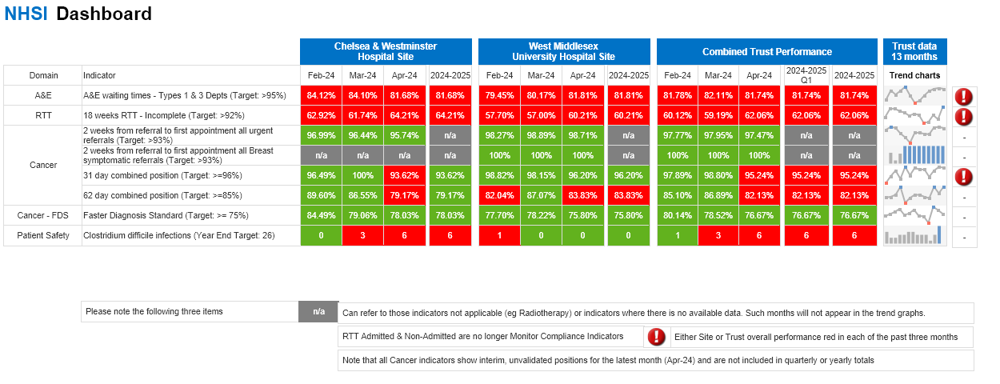 NHSI Dashboard
Chelsea & Westminster
Hospital Site
West Middlesex
University Hospital Site
Combined Trust Performance
Trust data
13 months
Domain Indicator Feb-24 Mar-24 Apr-24 2024-2025 Feb-24 Mar-24 Apr-24 2024-2025 Feb-24 Mar-24 Apr-24 2024-2025 Q1 2024-2025 Trend charts
A&E A&E waiting times - Types 1 & 3 Depts (Target: >95%) 84.12% 84.10% 81.68% 81.68% 79.45% 80.17% 81.81% 81.81% 81.78% 82.11% 81.74% 81.74% 81.74% !
RTT 18 weeks RTT - Incomplete (Target: >92%) 62.92% 61.74% 64.21% 64.21% 57.70% 57.00% 60.21% 60.21% 60.12% 59.19% 62.06% 62.06% 62.06% !
Cancer
2 weeks from referral to first appointment all urgent
referrals (Target: >93%) 96.99% 96.44% 95.74% n/a 98.27% 98.89% 98.71% n/a 97.77% 97.95% 97.47% n/a n/a -
2 weeks from referral to first appointment all Breast
symptomatic referrals (Target: >93%) n/a n/a n/a n/a 100% 100% 100% n/a 100% 100% 100% n/a n/a -
31 day combined position (Target: >=96%) 96.49% 100% 93.62% 93.62% 98.82% 98.15% 96.20% 96.20% 97.89% 98.80% 95.24% 95.24% 95.24% !
62 day combined position (Target: >=85%) 89.60% 86.55% 79.17% 79.17% 82.04% 87.07% 83.83% 83.83% 85.10% 86.89% 82.13% 82.13% 82.13% -
Cancer - FDS Faster Diagnosis Standard (Target: >= 75%) 84.49% 79.06% 78.03% 78.03% 77.70% 78.22% 75.80% 75.80% 80.14% 78.52% 76.67% 76.67% 76.67% -
Patient Safety Clostridium difficile infections (Year End Target: 26) 0 3 6 6 1 0 0 0 1 3 6 6 6 -
Please note the following three items n/a Can refer to those indicators not applicable (eg Radiotherapy) or indicators where there is no available data. Such months will not appear in the trend graphs.
RTT Admitted & Non-Admitted are no longer Monitor Compliance Indicators ! Either Site or Trust overall performance red in each of the past three months
Note that all Cancer indicators show interim, unvalidated positions for the latest month (Apr-24) and are not included in quarterly or yearly totals